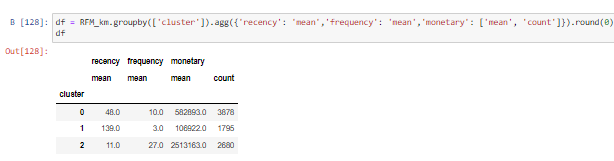 В [128]: df = RFM_km.groupby(['cluster']).agg({'recency': 'mean','frequency': 'mean','monetary': ['mean', 'count']}).round(0)
df
Out[128]:
recency frequency monetary
mean mean mean count
cluster
0 48.0 10.0 582893.0 3878
1 139.0 3.0 106922.0 1795
2 11.0 27.0 2513163.0 2680